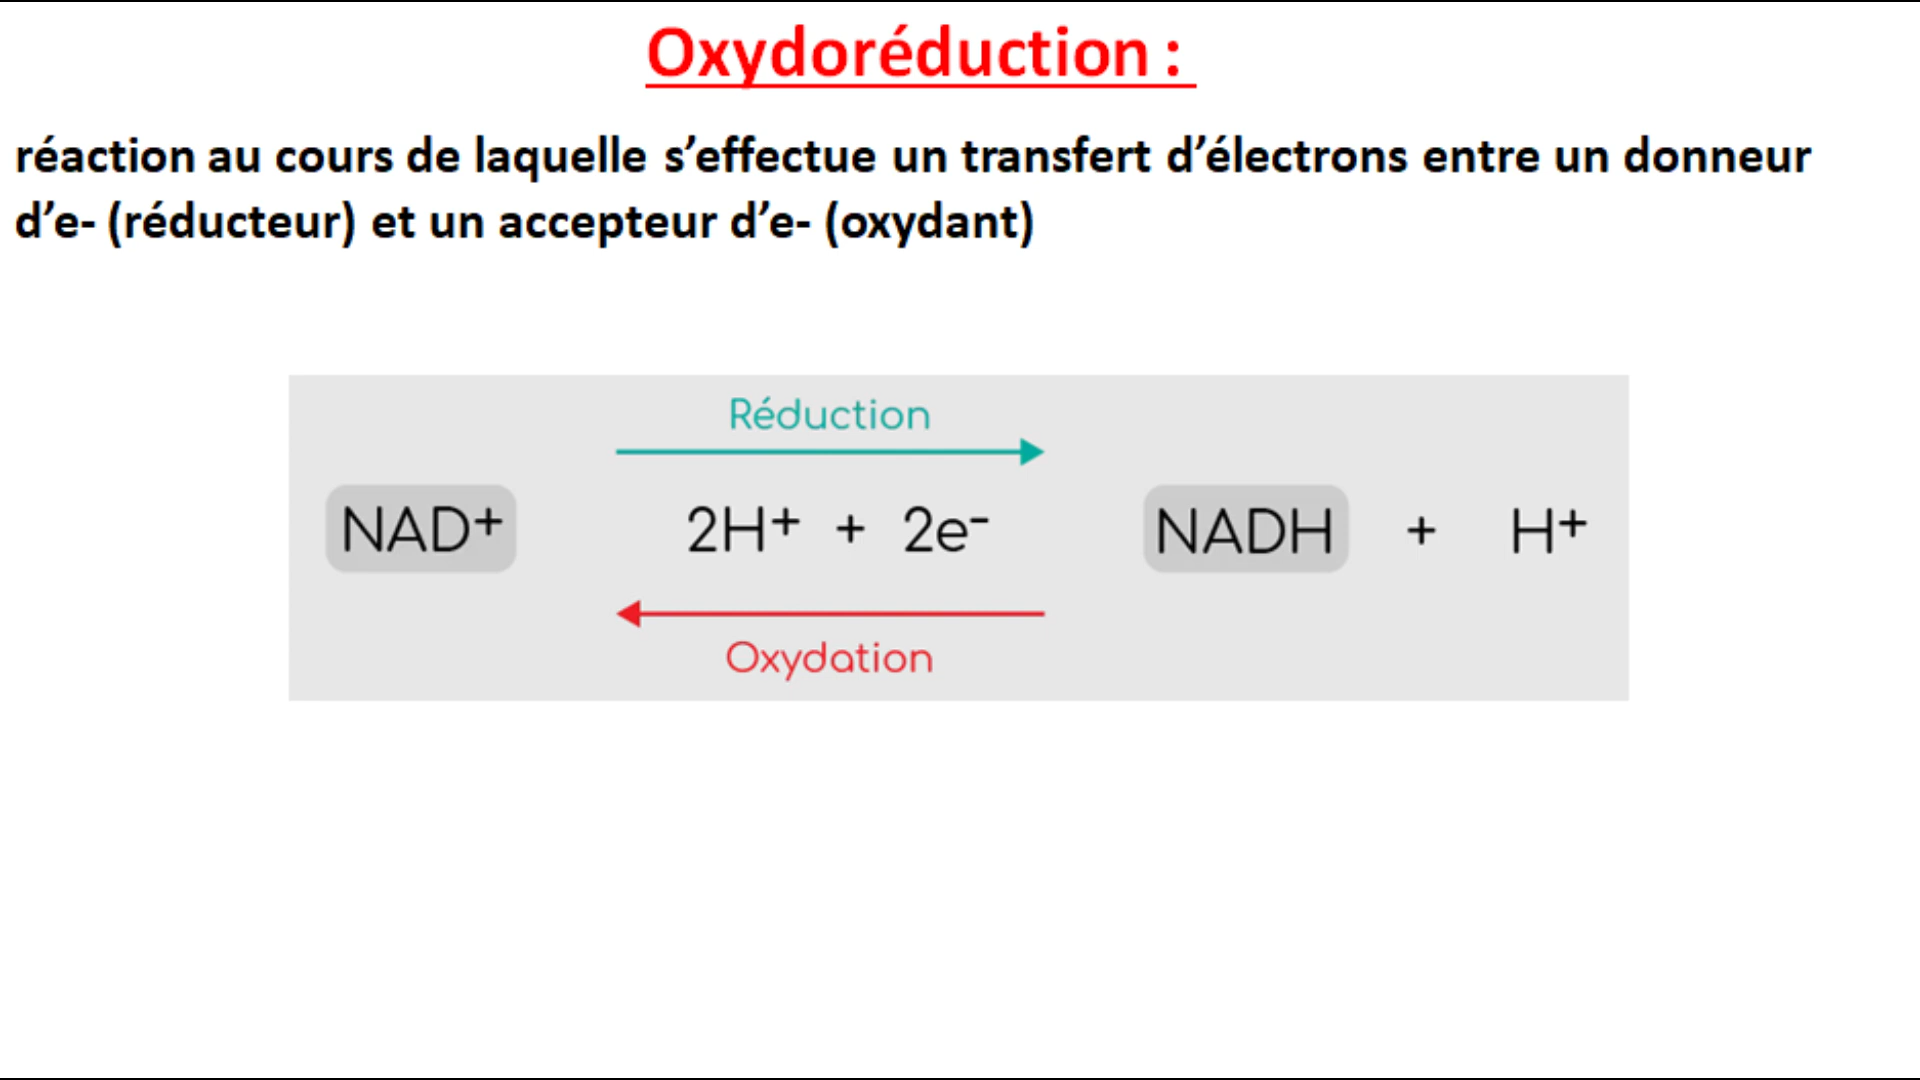 Oxydoréduction :
réaction au cours de laquelle s’effectue un transfert d’électrons entre un donneur
d’e- (réducteur) et un accepteur d’e- (oxydant)
Réduction
NAD⁺ 2H⁺ + 2e⁻ NADH + H⁺
Oxydation